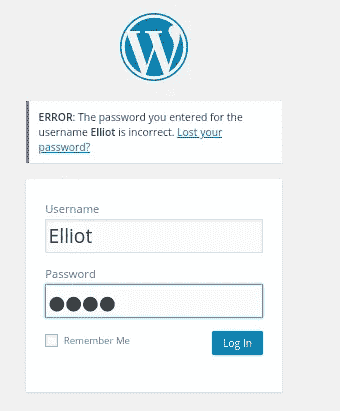 ERROR: The password you entered for the
username Elliot is incorrect. Lost your
password?
Username
Elliot
Password
●●●●
Remember Me
Log In